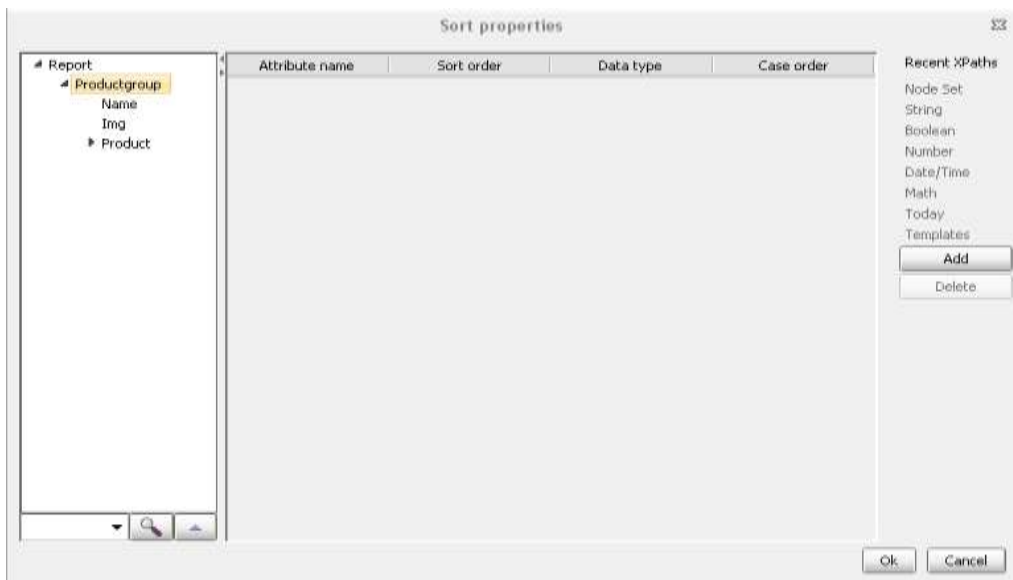 Sort properties
Report
Productgroup
Name
Img
Product
Attribute name
Sort order
Data type
Case order
Recent XPaths
Node Set
String
Boolean
Number
Date/Time
Math
Today
Templates
Add
Delete
Ok
Cancel